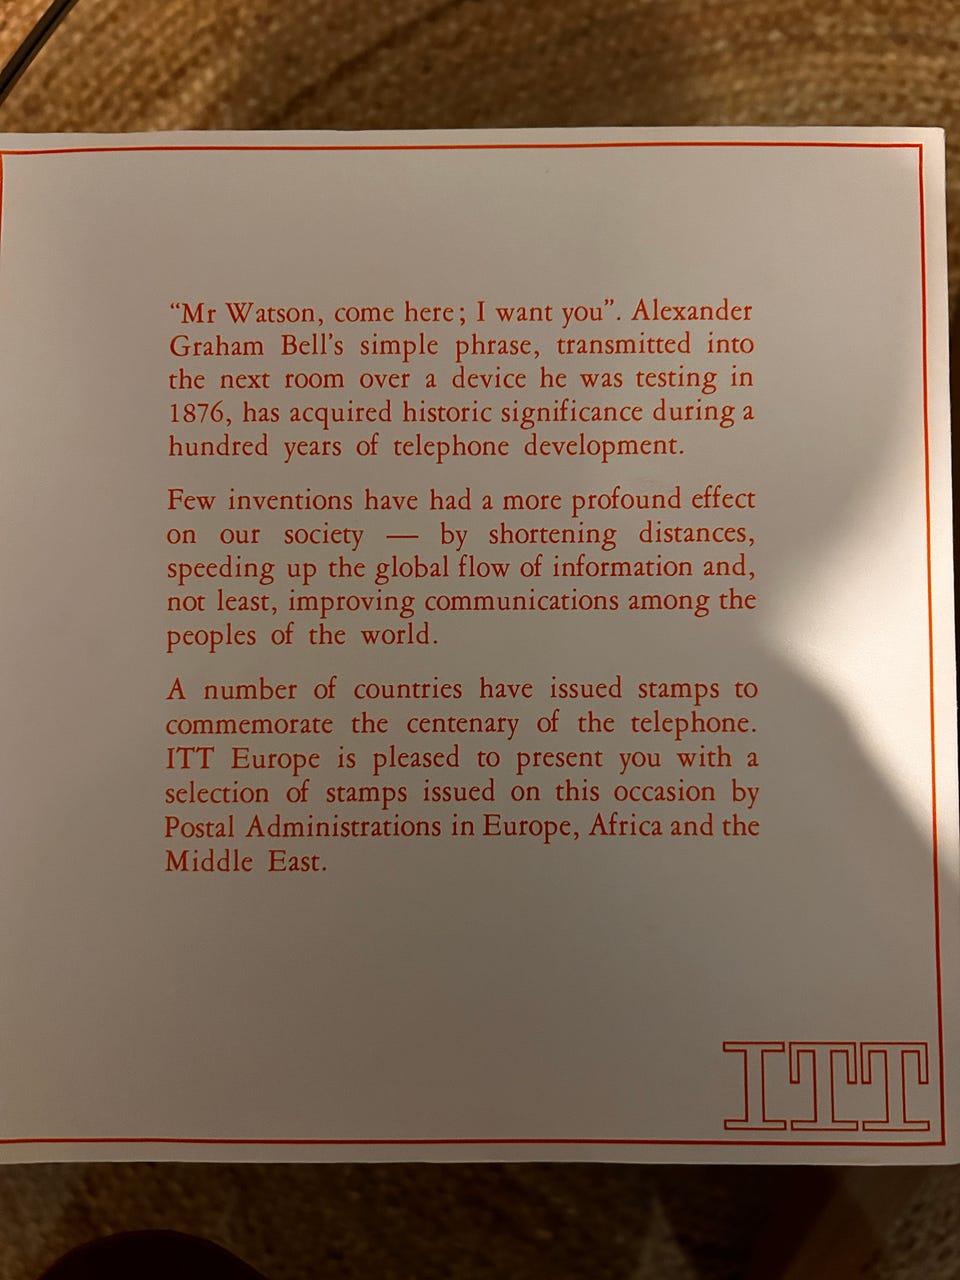 “Mr Watson, come here; I want you”. Alexander
Graham Bell’s simple phrase, transmitted into
the next room over a device he was testing in
1876, has acquired historic significance during a
hundred years of telephone development.
Few inventions have had a more profound effect
on our society — by shortening distances,
speeding up the global flow of information and,
not least, improving communications among the
peoples of the world.
A number of countries have issued stamps to
commemorate the centenary of the telephone.
ITT Europe is pleased to present you with a
selection of stamps issued on this occasion by
Postal Administrations in Europe, Africa and the
Middle East.
ITT